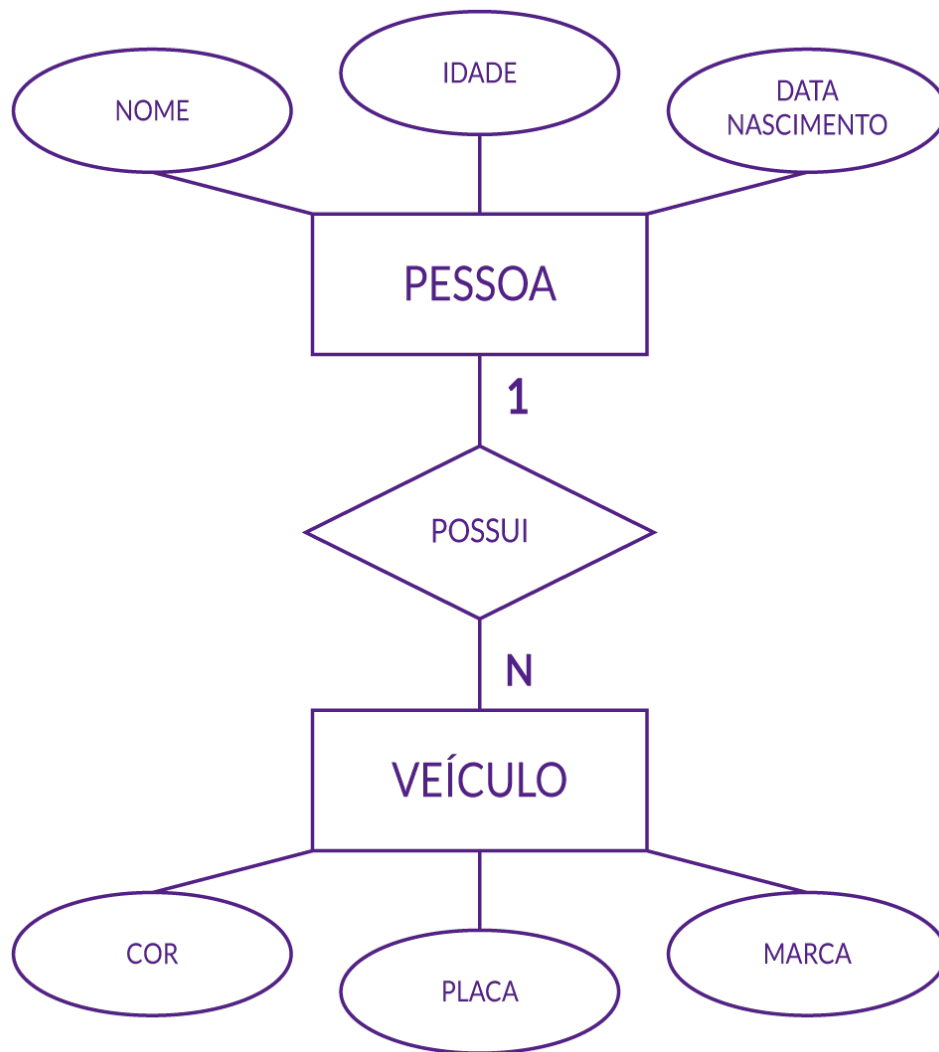 IDADE
NOME
DATA
NASCIMENTO
PESSOA
1
POSSUI
N
VEÍCULO
COR
PLACA
MARCA